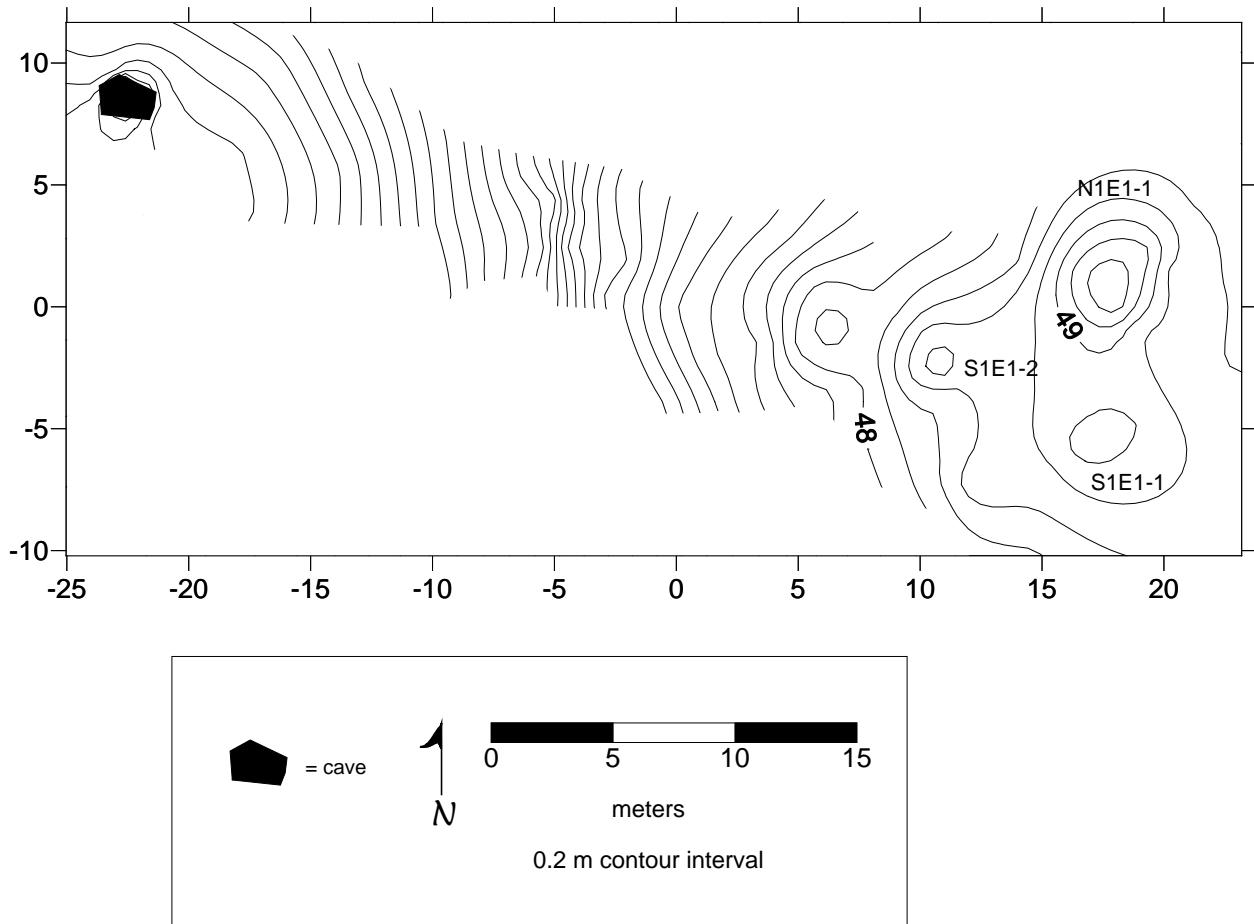 10
5
0
-5
-10
N1E1-1
49
S1E1-2
48
S1E1-1
-25 -20 -15 -10 -5 0 5 10 15 20
= cave
N
0 5 10 15
meters
0.2 m contour interval